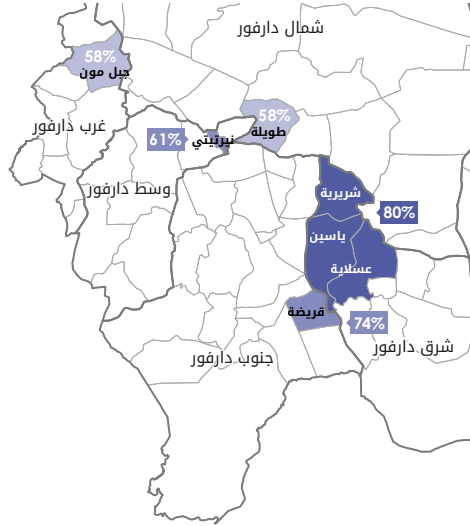 شمال دارفور
58%
جبل مون
58%
طويلة
غرب دارفور
61%
نيرتيتي
وسط دارفور
شريرية
80%
ياسين
عسلاية
قريضة
74%
شرق دارفور
جنوب دارفور